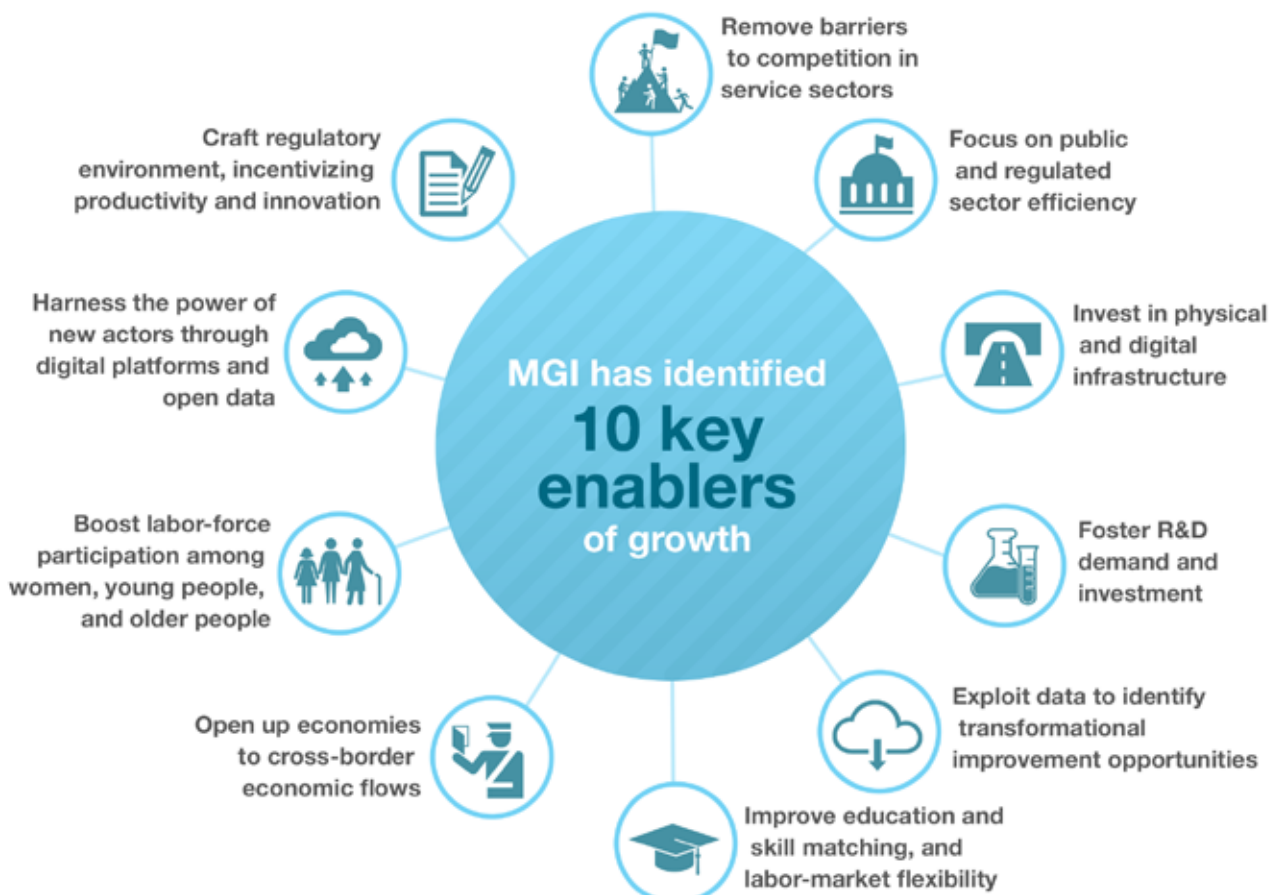 Remove barriers
to competition in
service sectors
Focus on public
and regulated
sector efficiency
Invest in physical
and digital
infrastructure
Foster R&D
demand and
investment
Exploit data to identify
transformational
improvement opportunities
Improve education and
skill matching, and
labor-market flexibility
Open up economies
to cross-border
economic flows
Boost labor-force
participation among
women, young people,
and older people
Harness the power of
new actors through
digital platforms and
open data
Craft regulatory
environment, incentivizing
productivity and innovation
MGI has identified
10 key
enablers
of growth